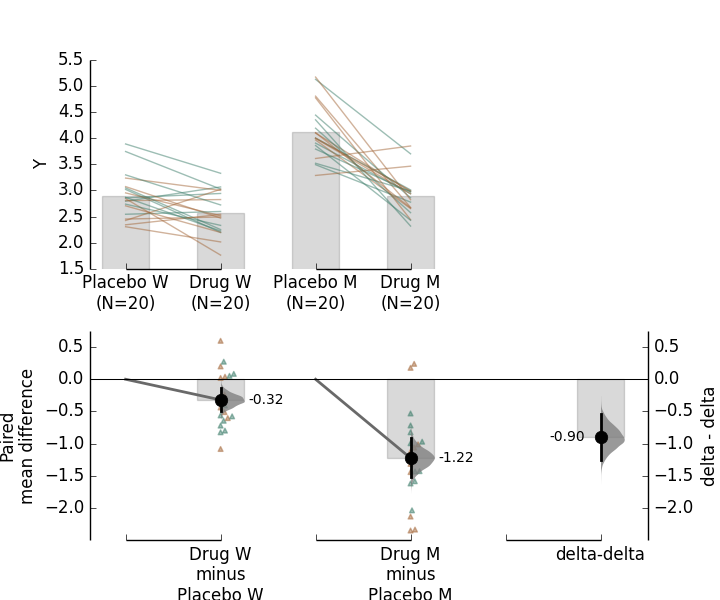 5.5
5.0
4.5
4.0
3.5
3.0
2.5
2.0
1.5
Y
Placebo W
(N=20)
Drug W
(N=20)
Placebo M
(N=20)
Drug M
(N=20)
0.5
0.0
−0.5
−1.0
−1.5
−2.0
Paired
mean difference
-0.32
-1.22
-0.90
0.5
0.0
−0.5
−1.0
−1.5
−2.0
delta - delta
Drug W
minus
Placebo W
Drug M
minus
Placebo M
delta-delta